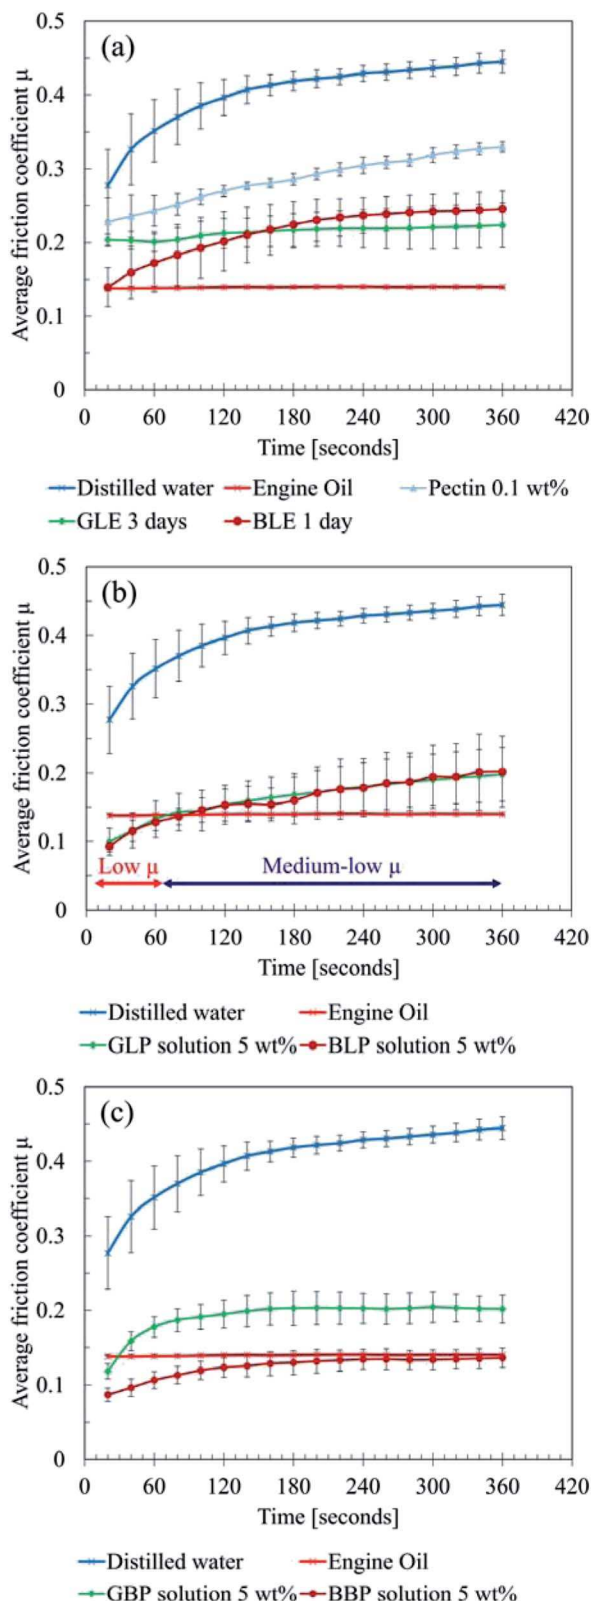 (a)
Average friction coefficient μ
0.5
0.4
0.3
0.2
0.1
0
0 60 120 180 240 300 360 420
Time [seconds]
Distilled water Engine Oil Pectin 0.1 wt%
GLE 3 days BLE 1 day
(b)
Average friction coefficient μ
0.5
0.4
0.3
0.2
0.1
0
Low μ Medium-low μ
0 60 120 180 240 300 360 420
Time [seconds]
Distilled water Engine Oil
GLP solution 5 wt% BLP solution 5 wt%
(c)
Average friction coefficient μ
0.5
0.4
0.3
0.2
0.1
0
0 60 120 180 240 300 360 420
Time [seconds]
Distilled water Engine Oil
GBP solution 5 wt% BBP solution 5 wt%